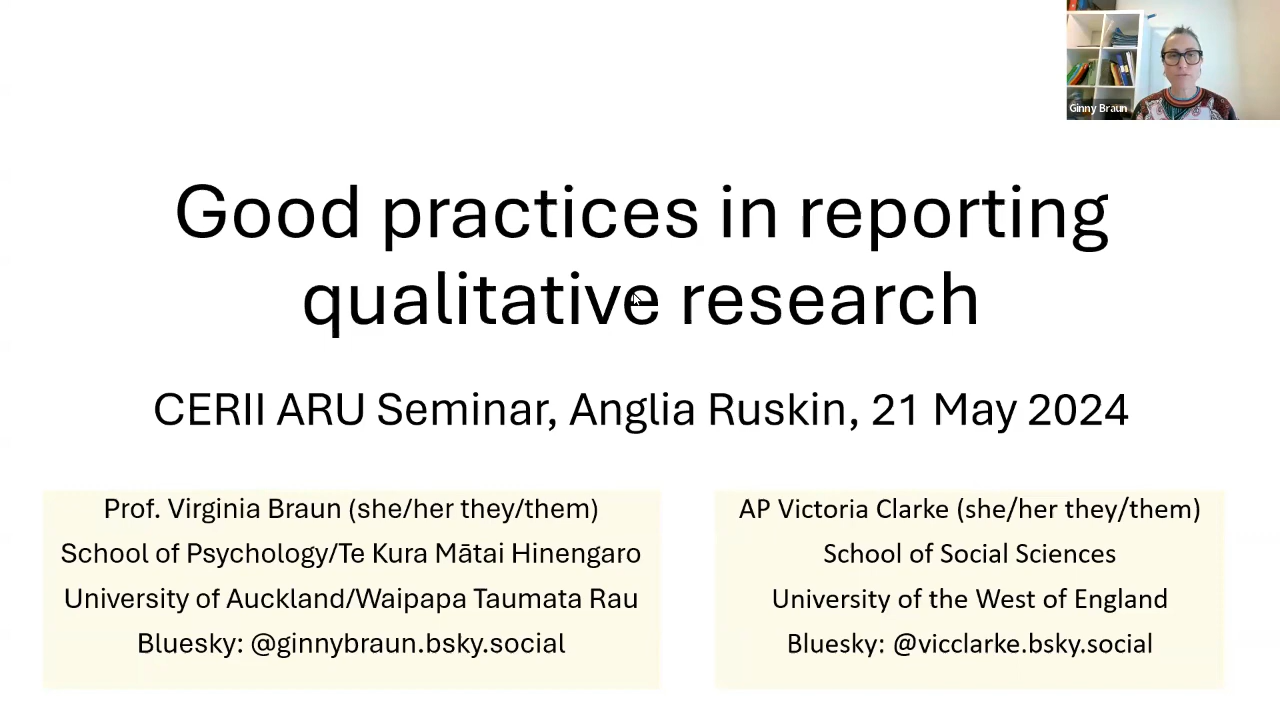 Ginny Braun
Good practices in reporting
qualitative research
CERII ARU Seminar, Anglia Ruskin, 21 May 2024
Prof. Virginia Braun (she/her they/them)
School of Psychology/Te Kura Mātai Hinengaro
University of Auckland/Waipapa Taumata Rau
Bluesky: @ginnybraun.bsky.social
AP Victoria Clarke (she/her they/them)
School of Social Sciences
University of the West of England
Bluesky: @vicclarke.bsky.social